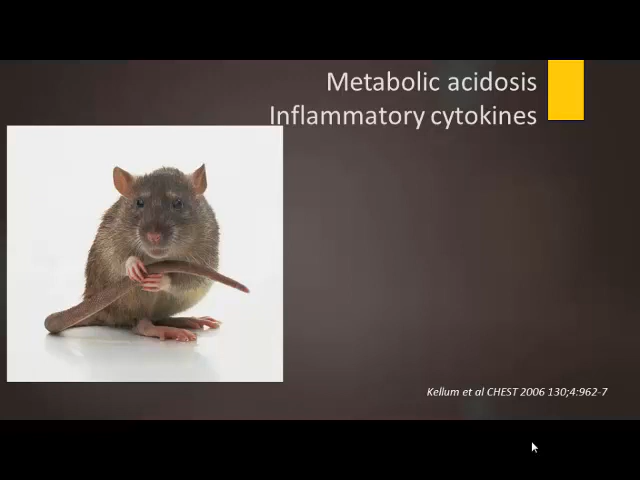 Metabolic acidosis
Inflammatory cytokines
Kellum et al CHEST 2006 130;4:962-7